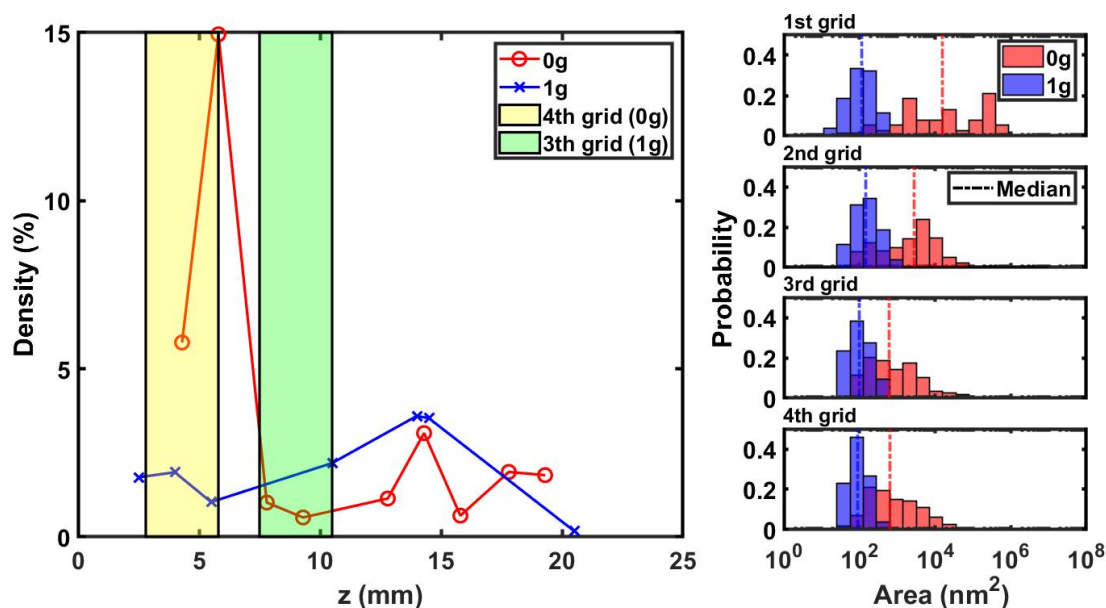 15
10
5
0
Density (%)
0
5
10
15
20
25
z (mm)
0g
1g
4th grid (0g)
3th grid (1g)
1st grid
0.4
0.2
0
0g
1g
2nd grid
0.4
0.2
0
Median
3rd grid
0.4
0.2
0
4th grid
0.4
0.2
0
Probability
10^0
10^2
10^4
10^6
10^8
Area (nm^2)